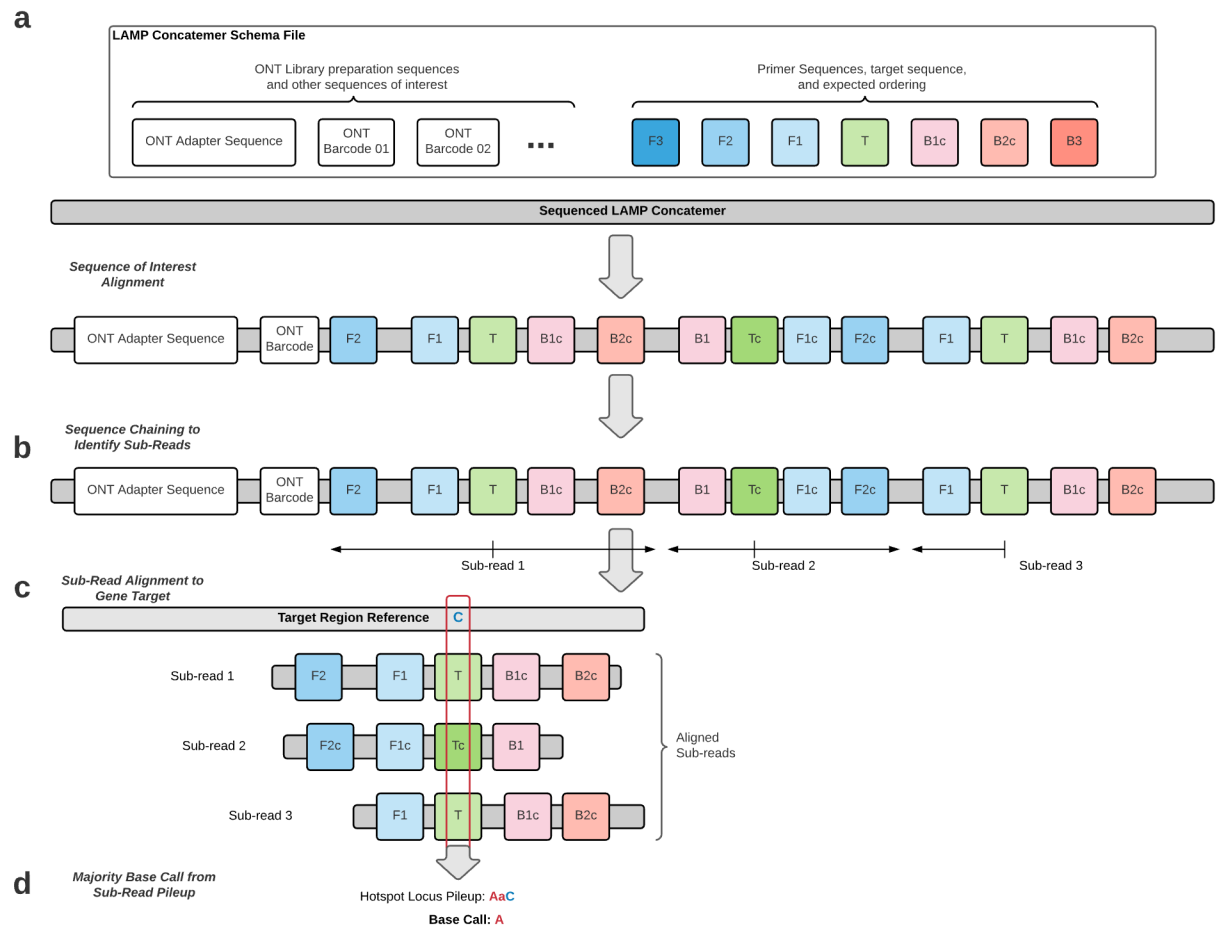 a
LAMP Concatemer Schema File
ONT Library preparation sequences
and other sequences of interest
Primer Sequences, target sequence,
and expected ordering
ONT Adapter Sequence
ONT
Barcode 01
ONT
Barcode 02
...
F3
F2
F1
T
B1c
B2c
B3
Sequenced LAMP Concatemer
Sequence of Interest
Alignment
ONT Adapter Sequence
ONT
Barcode
F2
F1
T
B1c
B2c
B1
Tc
F1c
F2c
F1
T
B1c
B2c
b
Sequence Chaining to
Identify Sub-Reads
ONT Adapter Sequence
ONT
Barcode
F2
F1
T
B1c
B2c
B1
Tc
F1c
F2c
F1
T
B1c
B2c
Sub-read 1
Sub-read 2
Sub-read 3
c
Sub-Read Alignment to
Gene Target
Target Region Reference
C
Sub-read 1
F2
F1
T
B1c
B2c
Sub-read 2
F2c
F1c
Tc
B1
Sub-read 3
F1
T
B1c
B2c
Aligned
Sub-reads
d
Majority Base Call from
Sub-Read Pileup
Hotspot Locus Pileup: AaC
Base Call: A